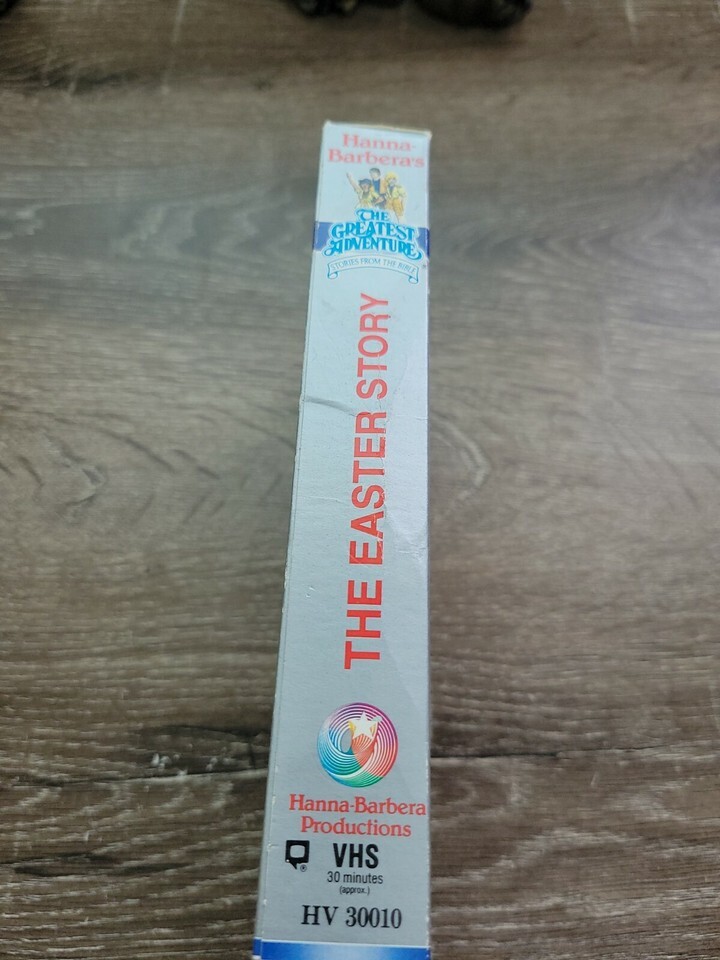 Hanna-
Barbera's
THE
GREATEST
ADVENTURE
STORIES FROM THE BIBLE
THE EASTER STORY
Hanna-Barbera
Productions
VHS
30 minutes
(approx.)
HV 30010